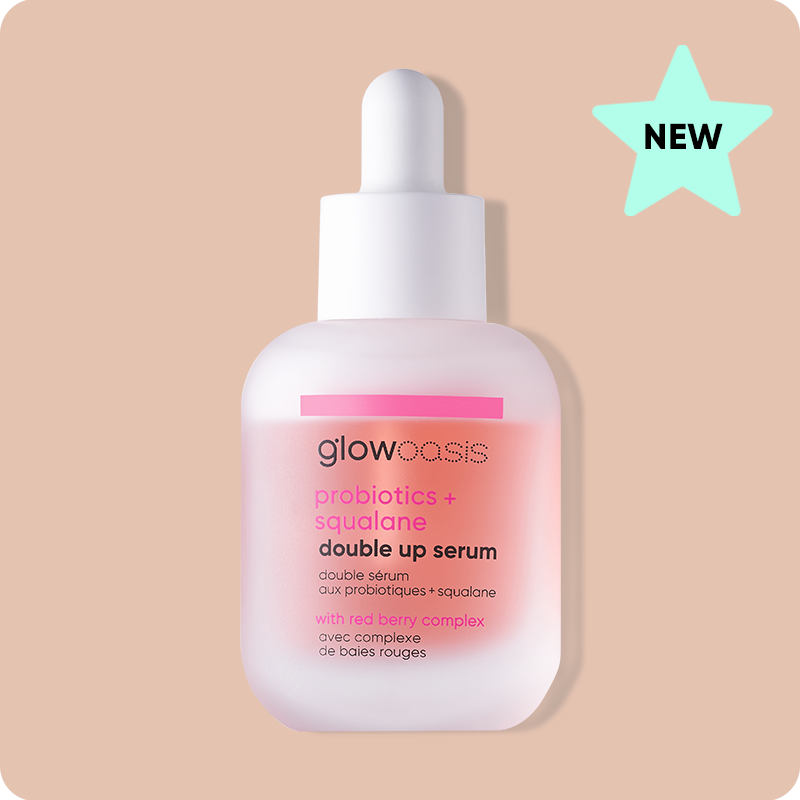 NEW
glowoasis
probiotics +
squalane
double up serum
double sérum
aux probiotiques + squalane
with red berry complex
avec complexe
de baies rouges